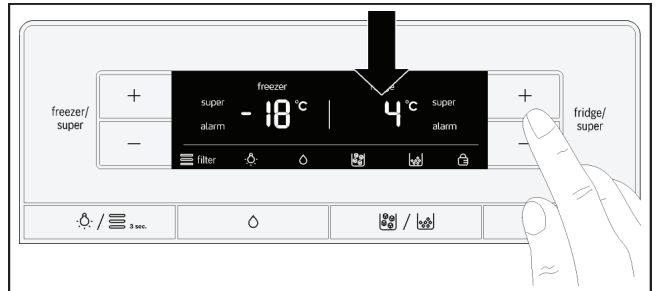 freezer/
super
+
−
freezer
super
alarm
-18°C
4°C
super
alarm
filter
+
−
fridge/
super
/ 3 sec.
/